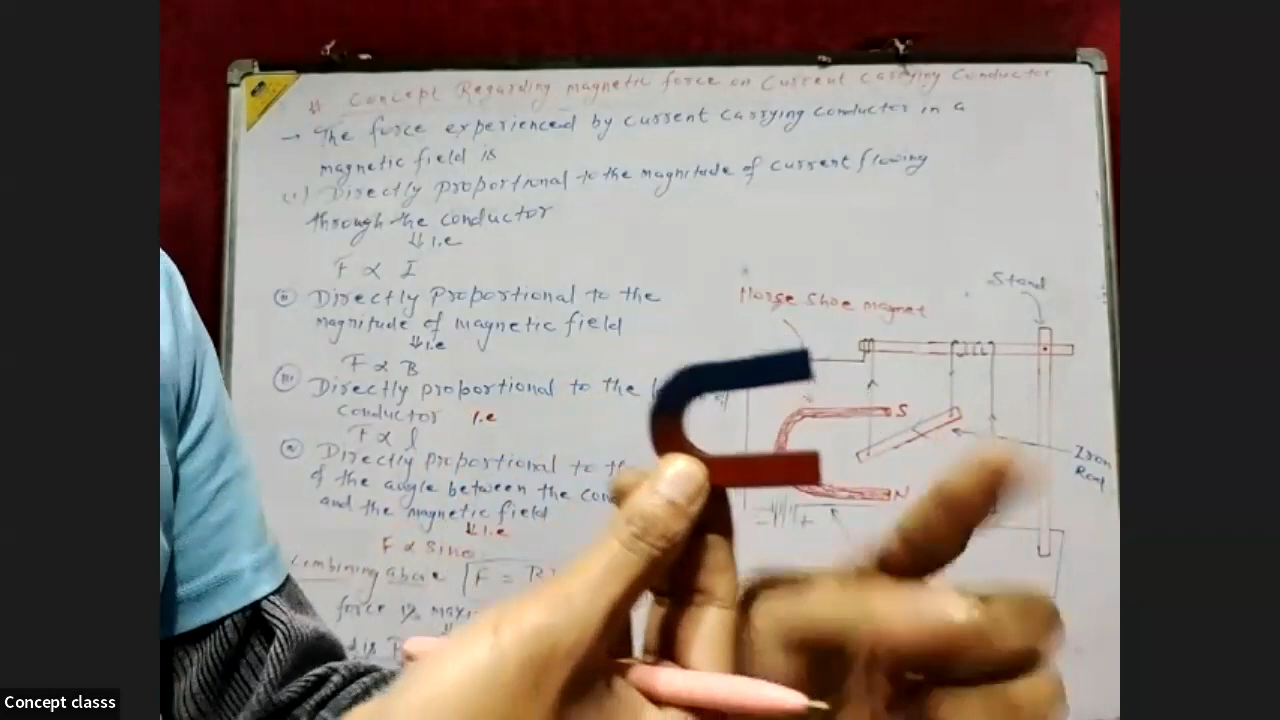 Concept Regarding magnetic force on Current Carrying Conductor
→ The force experienced by current carrying conductor in a
magnetic field is
(i) Directly proportional to the magnitude of current flowing
through the conductor
⇓ i.e
F ∝ I
(ii) Directly Proportional to the
magnitude of magnetic field
⇓ i.e
F ∝ B
(iii) Directly proportional to the
conductor i.e
F ∝ l
Directly proportional to
of the angle between the
and the magnetic field
⇓ i.e
F ∝ Sinθ
Combining above F = B
force is
is
Horse Shoe magnet
Stand
S
N
Iron
- +
Concept classs